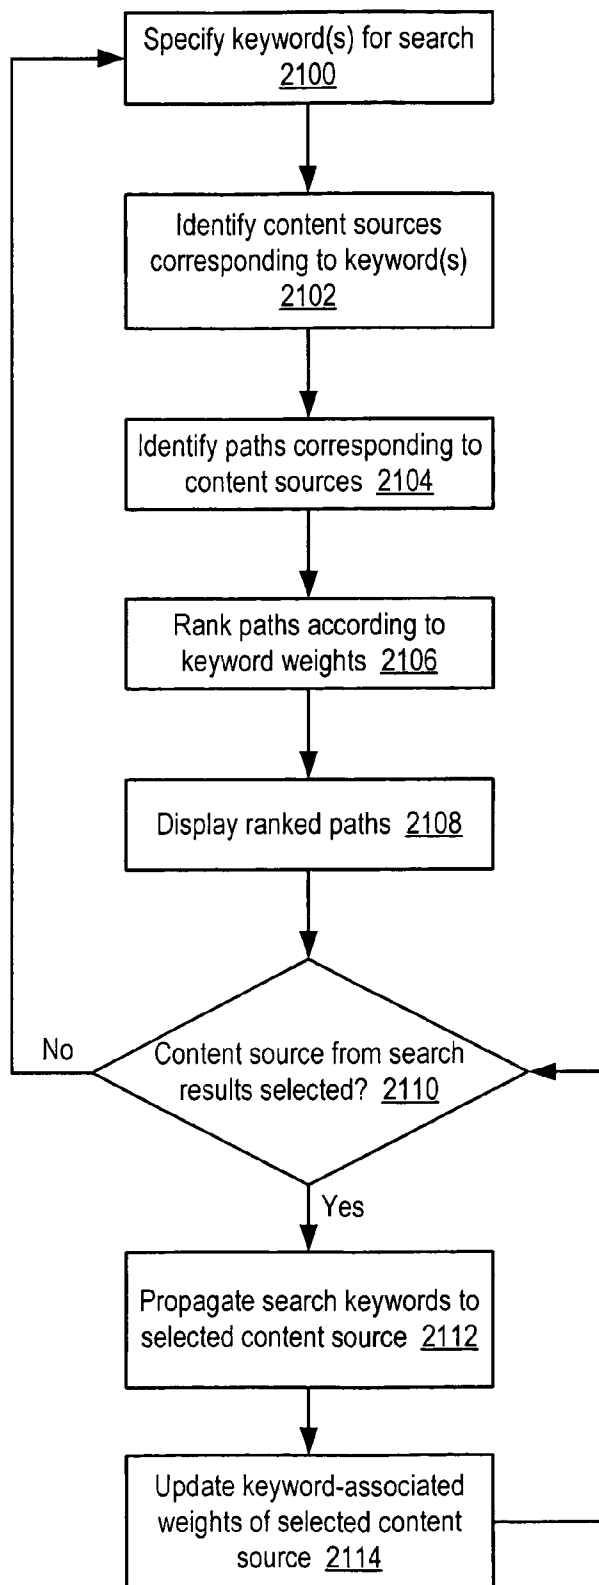 Specify keyword(s) for search
2100
Identify content sources
corresponding to keyword(s)
2102
Identify paths corresponding to
content sources 2104
Rank paths according to
keyword weights 2106
Display ranked paths 2108
No
Content source from search
results selected? 2110
Yes
Propagate search keywords to
selected content source 2112
Update keyword-associated
weights of selected content
source 2114